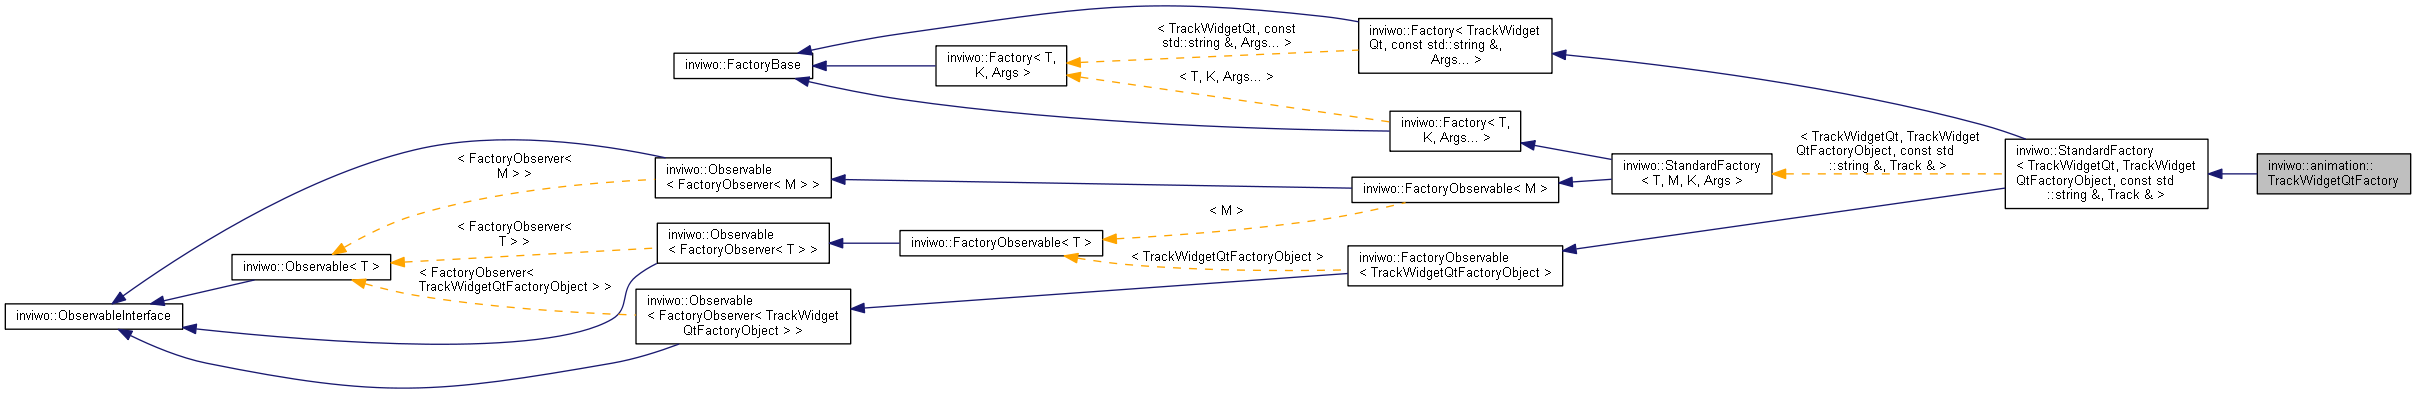 < TrackWidgetQt, const
std::string &, Args... >
inviwo::Factory< TrackWidget
Qt, const std::string &,
Args... >
inviwo::FactoryBase
inviwo::Factory< T,
K, Args >
< T, K, Args... >
inviwo::Factory< T,
K, Args... >
< TrackWidgetQt, TrackWidget
QtFactoryObject, const std
::string &, Track & >
inviwo::StandardFactory
< TrackWidgetQt, TrackWidget
QtFactoryObject, const std
::string &, Track & >
inviwo::animation::
TrackWidgetQtFactory
inviwo::StandardFactory
< T, M, K, Args >
< FactoryObserver<
M > >
inviwo::Observable
< FactoryObserver< M > >
inviwo::FactoryObservable< M >
< M >
< FactoryObserver<
T > >
inviwo::Observable
< FactoryObserver< T > >
inviwo::FactoryObservable< T >
< TrackWidgetQtFactoryObject >
inviwo::FactoryObservable
< TrackWidgetQtFactoryObject >
inviwo::Observable< T >
< FactoryObserver<
TrackWidgetQtFactoryObject > >
inviwo::Observable
< FactoryObserver< TrackWidget
QtFactoryObject > >
inviwo::ObservableInterface